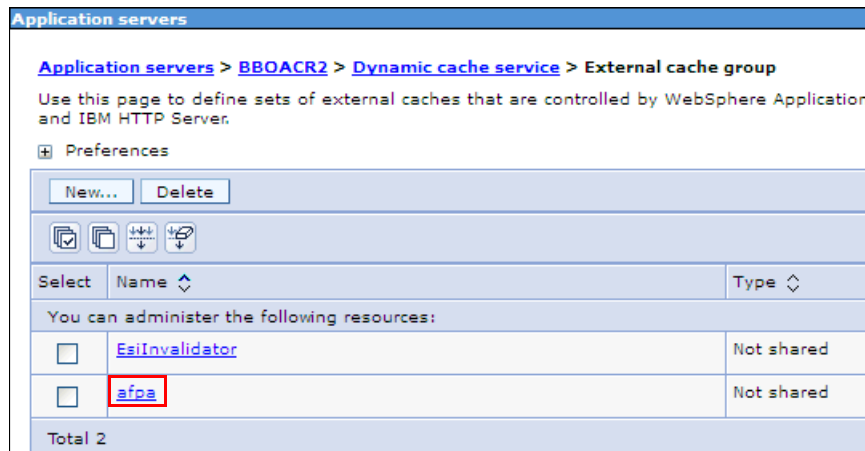 Application servers
Application servers > BBOACR2 > Dynamic cache service > External cache group
Use this page to define sets of external caches that are controlled by WebSphere Application
and IBM HTTP Server.
Preferences
New... Delete
Select Name Type
You can administer the following resources:
EsiInvalidator Not shared
afpa Not shared
Total 2